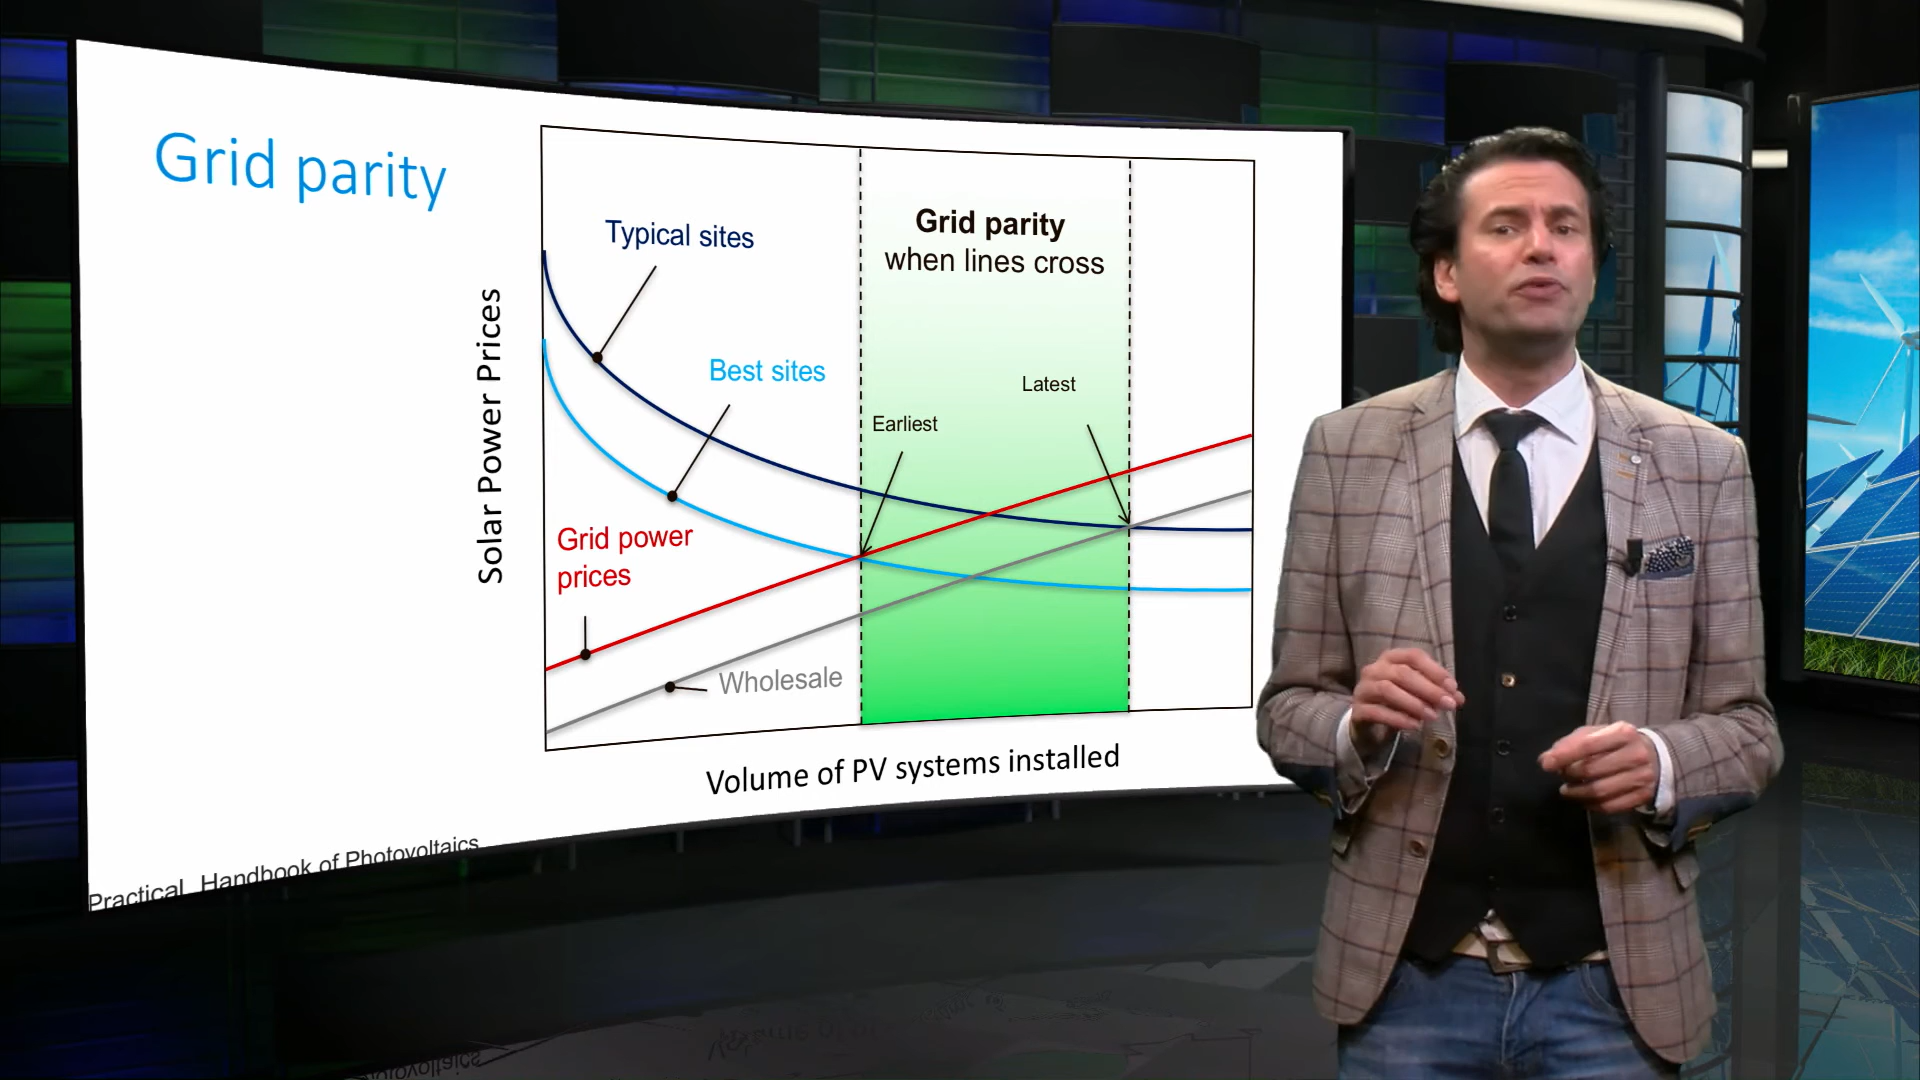 Grid parity
Typical sites
Grid parity
when lines cross
Best sites
Latest
Earliest
Solar Power Prices
Grid power
prices
Wholesale
Volume of PV systems installed
Practical Handbook of Photovoltaics